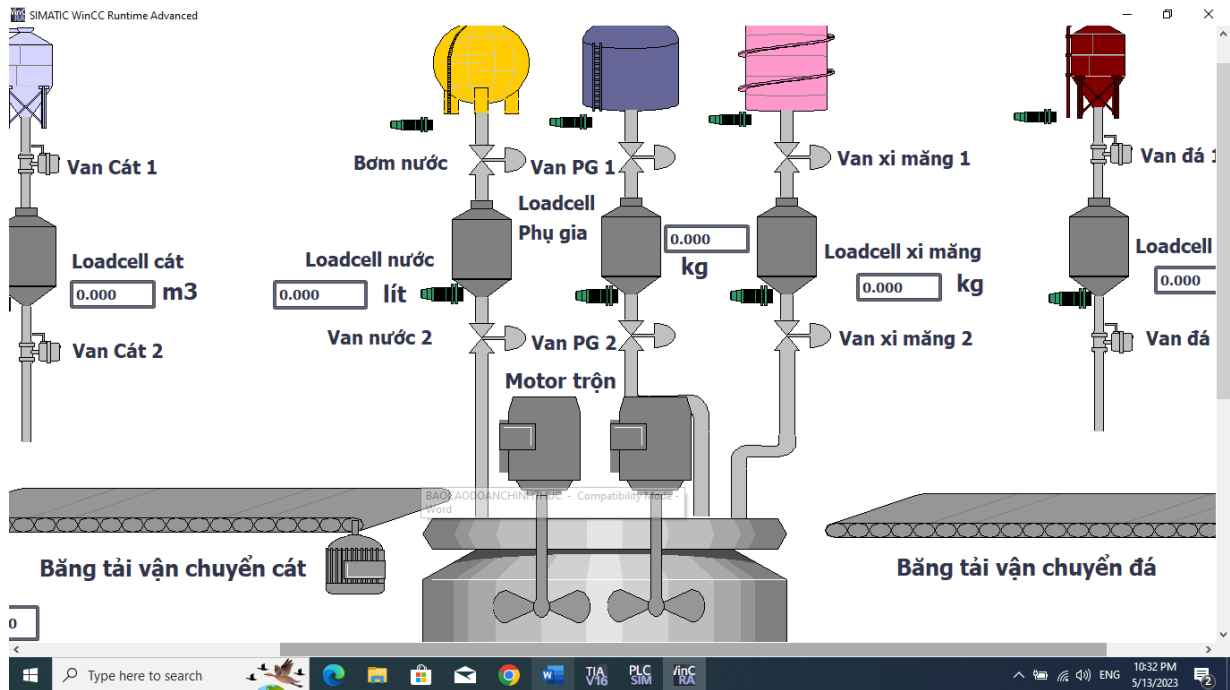 SIMATIC WinCC Runtime Advanced
Van Cát 1
Bơm nước
Van PG 1
Van xi măng 1
Van đá 1
Loadcell
Phụ gia
0.000
kg
Loadcell cát
0.000 m3
Loadcell nước
0.000 lít
Loadcell xi măng
0.000 kg
Loadcell
0.000
Van Cát 2
Van nước 2
Van PG 2
Van xi măng 2
Van đá
Motor trộn
BAOCAODOANCHINHTHUC - Compatibility Mode -
Word
Băng tải vận chuyển cát
Băng tải vận chuyển đá
0
Type here to search
TIA
V16
PLC
SIM
WinC
RA
ENG
10:32 PM
5/13/2023
2